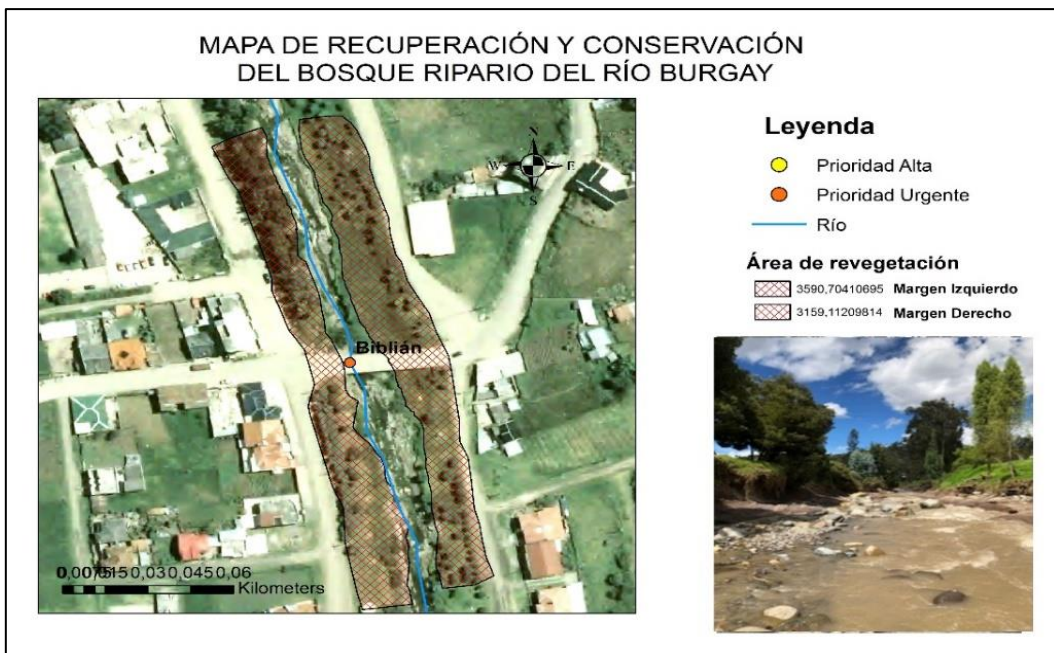 MAPA DE RECUPERACIÓN Y CONSERVACIÓN
DEL BOSQUE RIPARIO DEL RÍO BURGAY
N
W E
S
Biblián
Kilometers
Leyenda
Prioridad Alta
Prioridad Urgente
Río
Área de revegetación
3590,70410695 Margen Izquierdo
3159,11209814 Margen Derecho